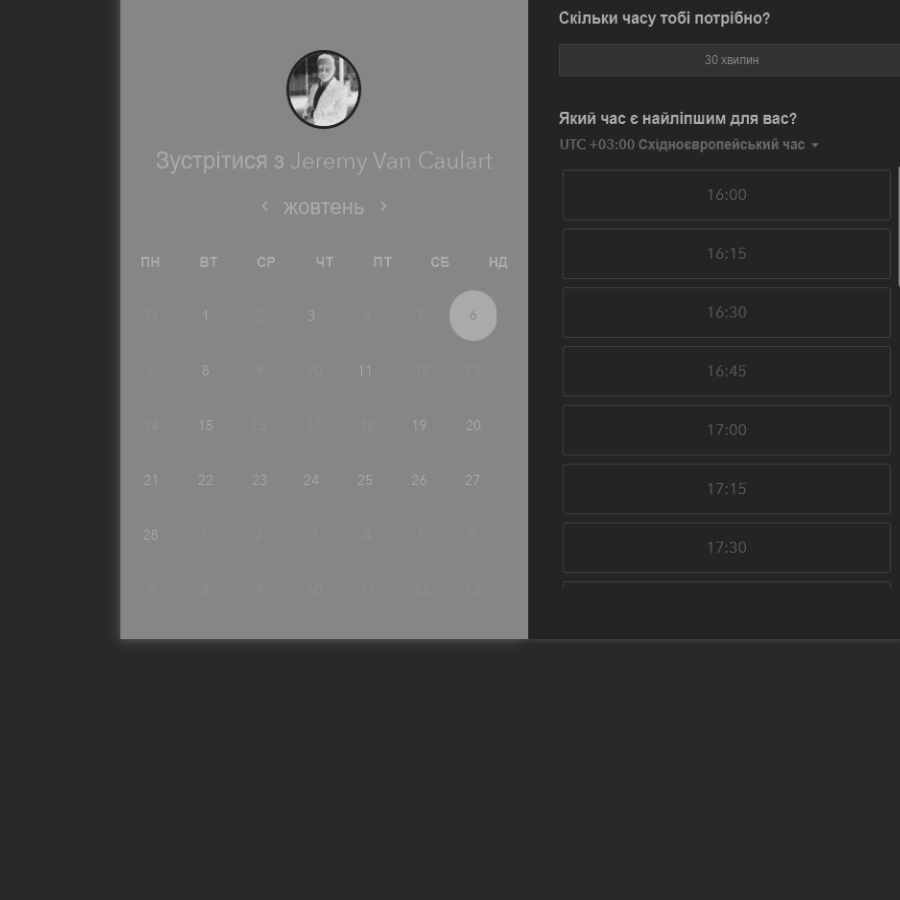 Зустрітися з Jeremy Van Caulart
жовтень
ПН ВТ СР ЧТ ПТ СБ НД
31 1 2 3 4 5 6
7 8 9 10 11 12 13
14 15 16 17 18 19 20
21 22 23 24 25 26 27
28 1 2 3 4 5 6
7 8 9 10 11 12 13
Скільки часу тобі потрібно?
30 хвилин
Який час є найліпшим для вас?
UTC +03:00 Східноєвропейський час
16:00
16:15
16:30
16:45
17:00
17:15
17:30